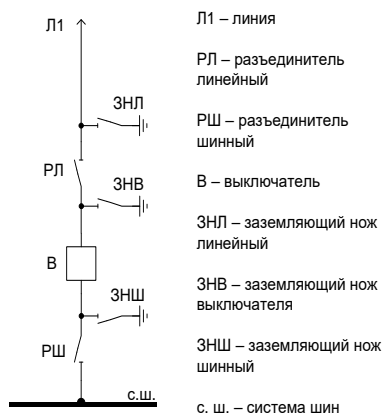 Л1
ЗНЛ
РЛ
ЗНВ
В
ЗНШ
РШ
с.ш.
Л1 – линия
РЛ – разъединитель
линейный
РШ – разъединитель
шинный
В – выключатель
ЗНЛ – заземляющий нож
линейный
ЗНВ – заземляющий нож
выключателя
ЗНШ – заземляющий нож
шинный
с. ш. – система шин